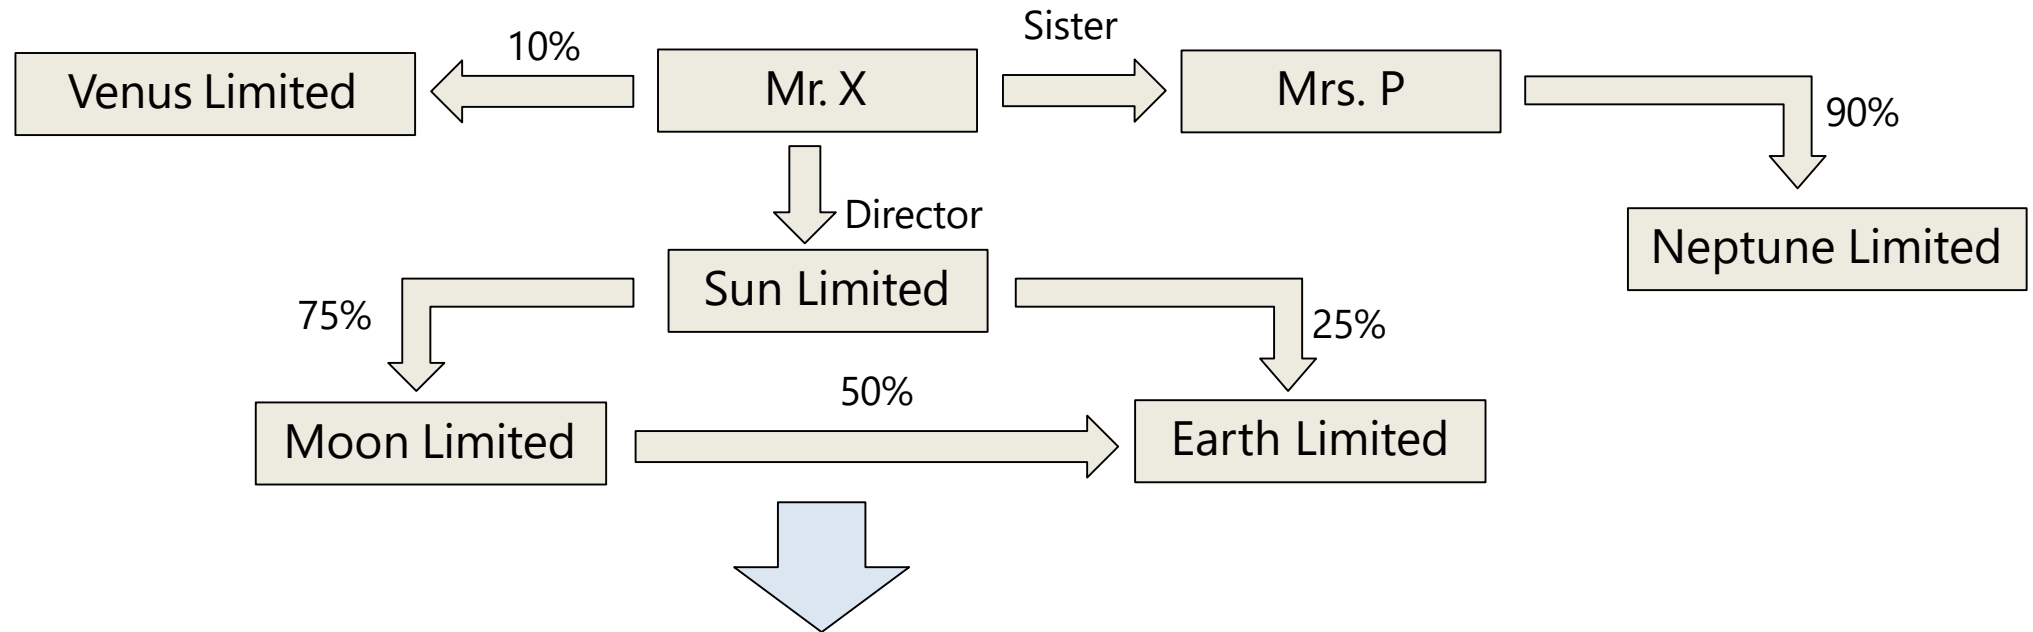 Sister
10%
Venus Limited
Mr. X
Mrs. P
90%
Director
Neptune Limited
Sun Limited
75%
25%
50%
Moon Limited
Earth Limited